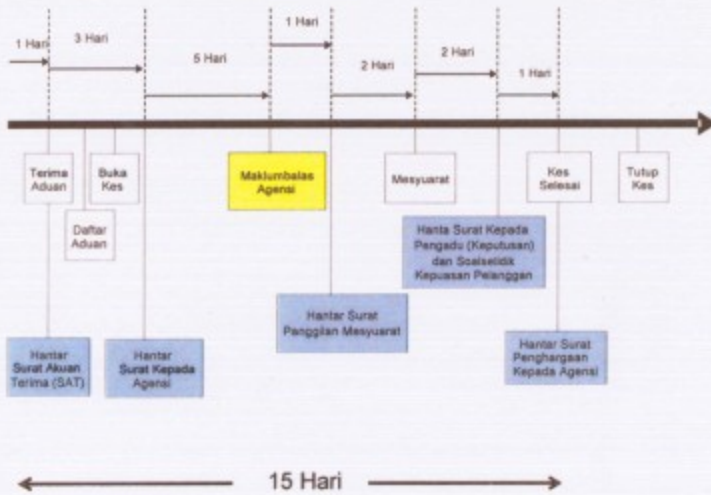 1 Hari
3 Hari
5 Hari
1 Hari
2 Hari
2 Hari
1 Hari
Terima
Aduan
Daftar
Aduan
Buka
Kes
Maklumbalas
Agensi
Mesyuarat
Kes
Selesai
Tutup
Kes
Hanta Surat Kepada
Pengadu (Keputusan)
dan Soalselidik
Kepuasan Pelanggan
Hantar Surat
Panggilan Mesyuarat
Hantar
Surat Akuan
Terima (SAT)
Hantar
Surat Kepada
Agensi
Hantar Surat
Penghargaan
Kepada Agensi
15 Hari